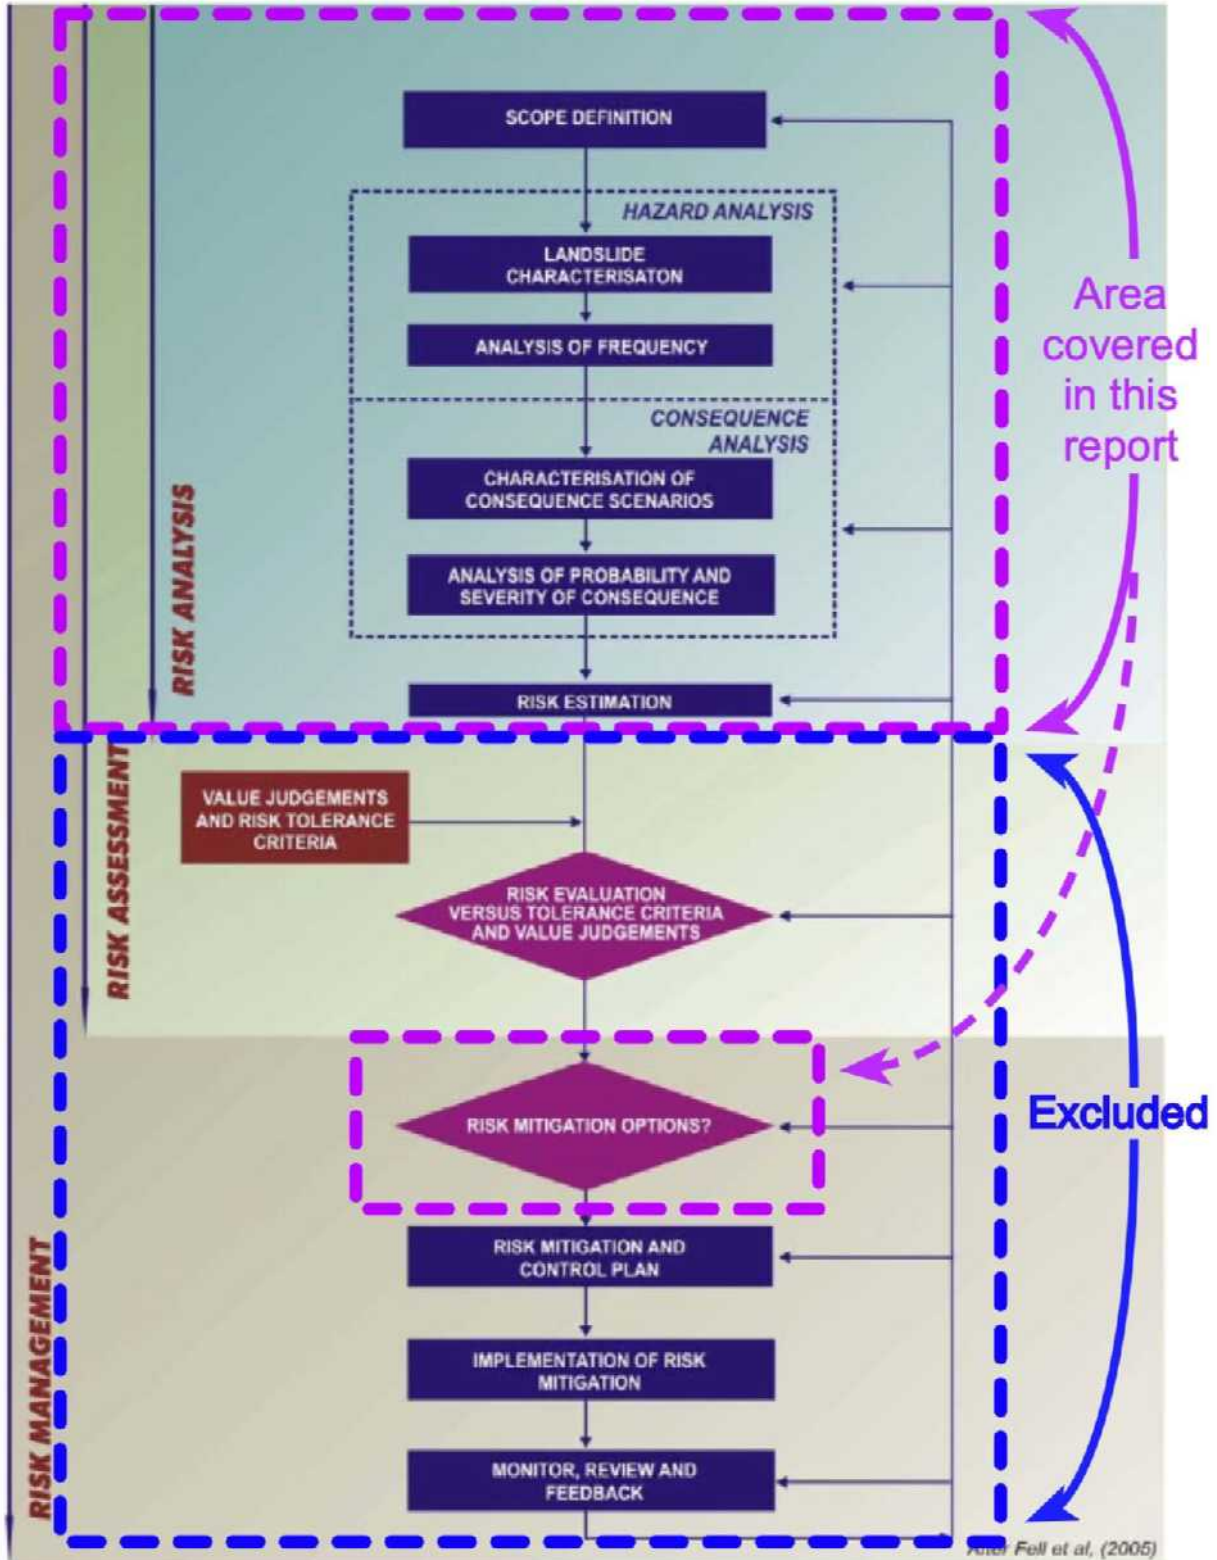 SCOPE DEFINITION
HAZARD ANALYSIS
LANDSLIDE
CHARACTERISATON
ANALYSIS OF FREQUENCY
CONSEQUENCE
ANALYSIS
CHARACTERISATION OF
CONSEQUENCE SCENARIOS
ANALYSIS OF PROBABILITY AND
SEVERITY OF CONSEQUENCE
RISK ESTIMATION
RISK ANALYSIS
Area
covered
in this
report
VALUE JUDGEMENTS
AND RISK TOLERANCE
CRITERIA
RISK EVALUATION
VERSUS TOLERANCE CRITERIA
AND VALUE JUDGEMENTS
RISK ASSESSMENT
RISK MITIGATION OPTIONS?
Excluded
RISK MITIGATION AND
CONTROL PLAN
IMPLEMENTATION OF RISK
MITIGATION
MONITOR, REVIEW AND
FEEDBACK
RISK MANAGEMENT
After Fell et al, (2005)